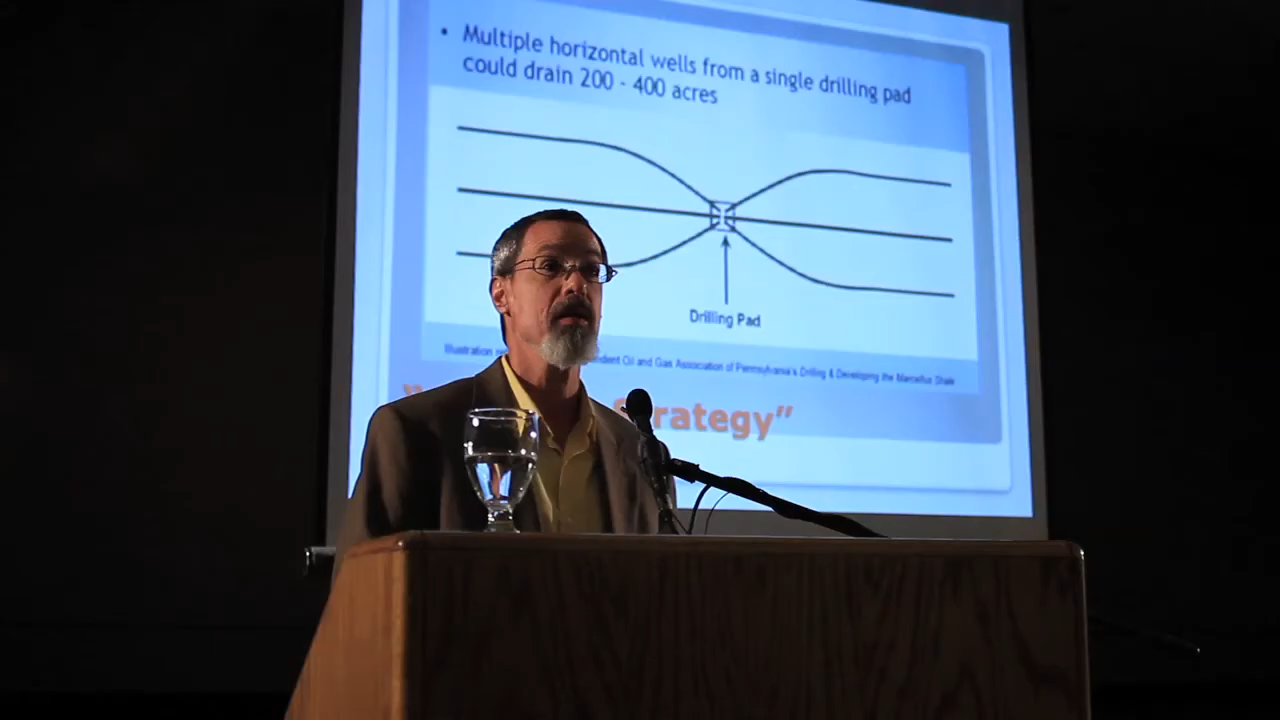 • Multiple horizontal wells from a single drilling pad
could drain 200 - 400 acres
Drilling Pad
Illustration Oil and Gas Association of Pennsylvania's Drilling & Developing the Marcellus Shale
" Strategy"